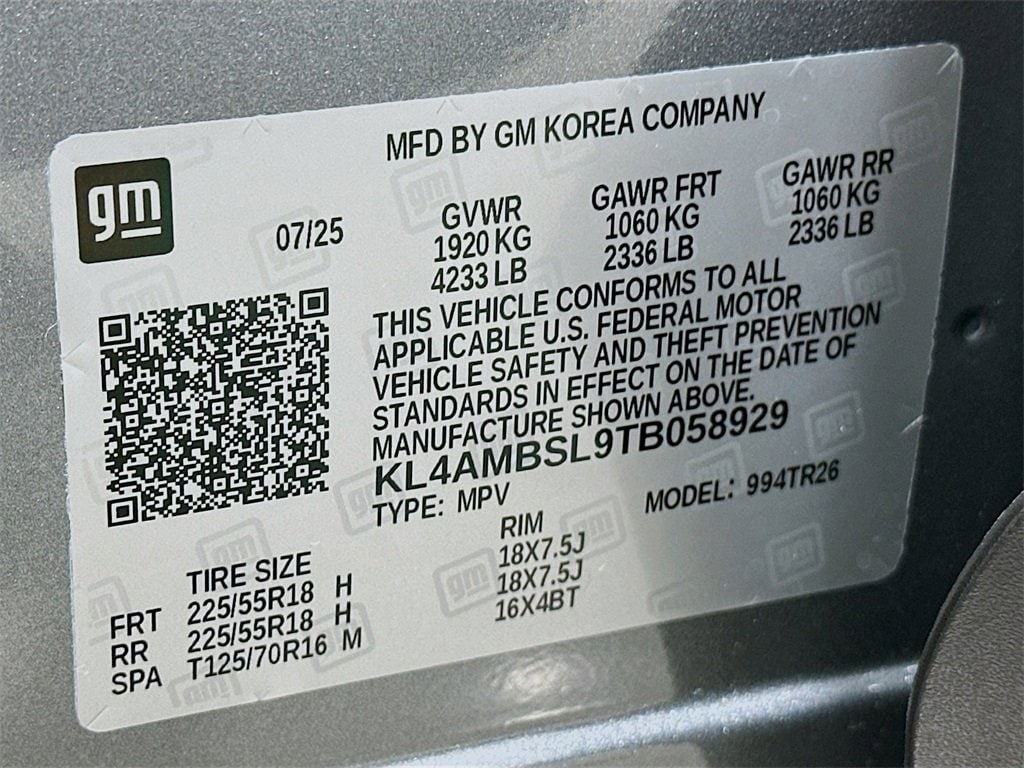 gm
MFD BY GM KOREA COMPANY
07/25
GVWR
1920 KG
4233 LB
GAWR FRT
1060 KG
2336 LB
GAWR RR
1060 KG
2336 LB
THIS VEHICLE CONFORMS TO ALL
APPLICABLE U.S. FEDERAL MOTOR
VEHICLE SAFETY AND THEFT PREVENTION
STANDARDS IN EFFECT ON THE DATE OF
MANUFACTURE SHOWN ABOVE.
KL4AMBSL9TB058929
TYPE: MPV
MODEL: 994TR26
TIRE SIZE
RIM
FRT 225/55R18 H 18X7.5J
RR 225/55R18 H 18X7.5J
SPA T125/70R16 M 16X4BT